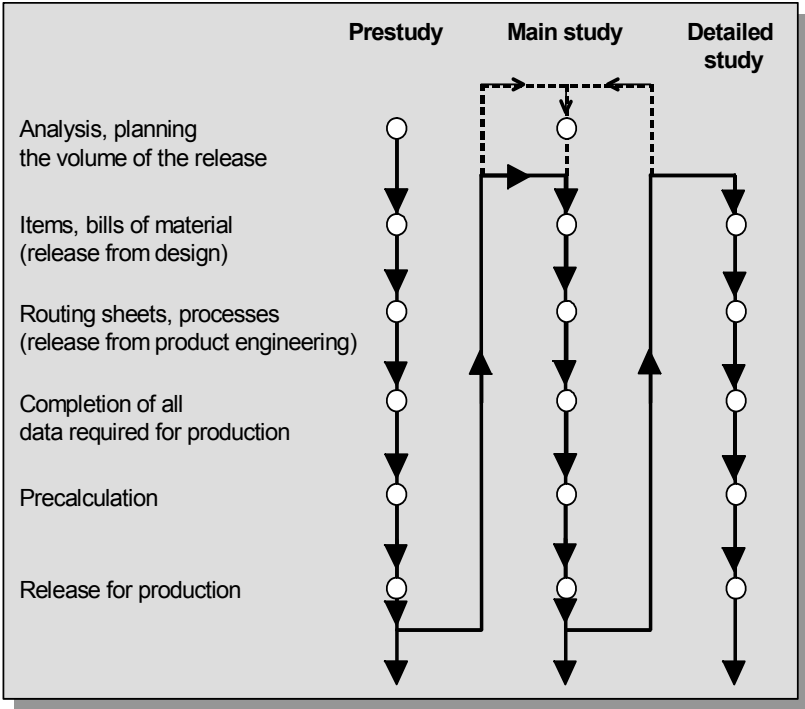 Prestudy
Main study
Detailed
study
Analysis, planning
the volume of the release
Items, bills of material
(release from design)
Routing sheets, processes
(release from product engineering)
Completion of all
data required for production
Precalculation
Release for production